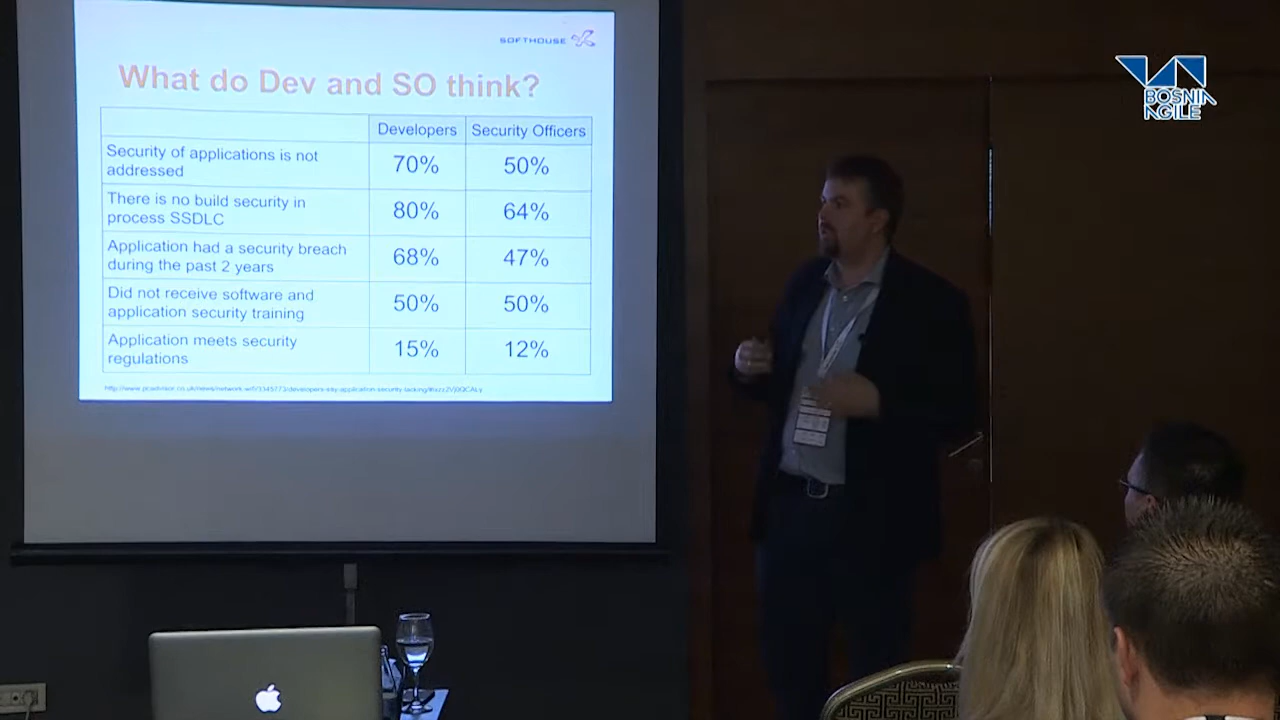 SOFTHOUSE
What do Dev and SO think?
Developers
Security Officers
Security of applications is not
addressed
70%
50%
There is no build security in
process SSDLC
80%
64%
Application had a security breach
during the past 2 years
68%
47%
Did not receive software and
application security training
50%
50%
Application meets security
regulations
15%
12%
BOSNIA
AGILE